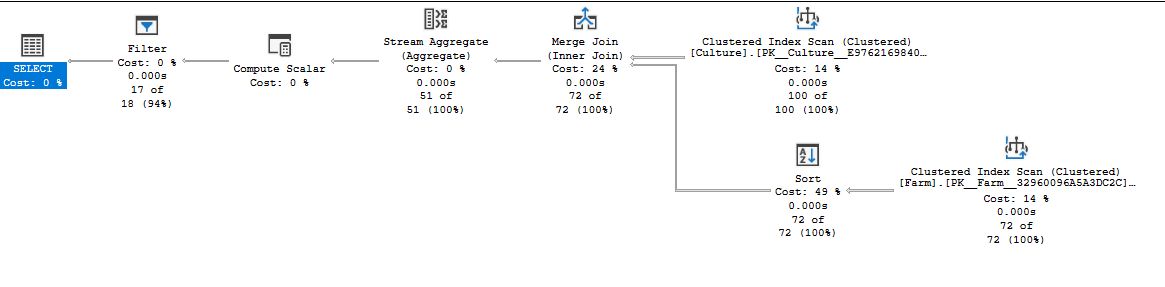 SELECT
Cost: 0 %
Filter
Cost: 0 %
0.000s
17 of
18 (94%)
Compute Scalar
Cost: 0 %
Stream Aggregate
(Aggregate)
Cost: 0 %
0.000s
51 of
51 (100%)
Merge Join
(Inner Join)
Cost: 24 %
0.000s
72 of
72 (100%)
Clustered Index Scan (Clustered)
[Culture].[PK__Culture__E9762169840…
Cost: 14 %
0.000s
100 of
100 (100%)
Sort
Cost: 49 %
0.000s
72 of
72 (100%)
Clustered Index Scan (Clustered)
[Farm].[PK__Farm__32960096A5A3DC2C]…
Cost: 14 %
0.000s
72 of
72 (100%)